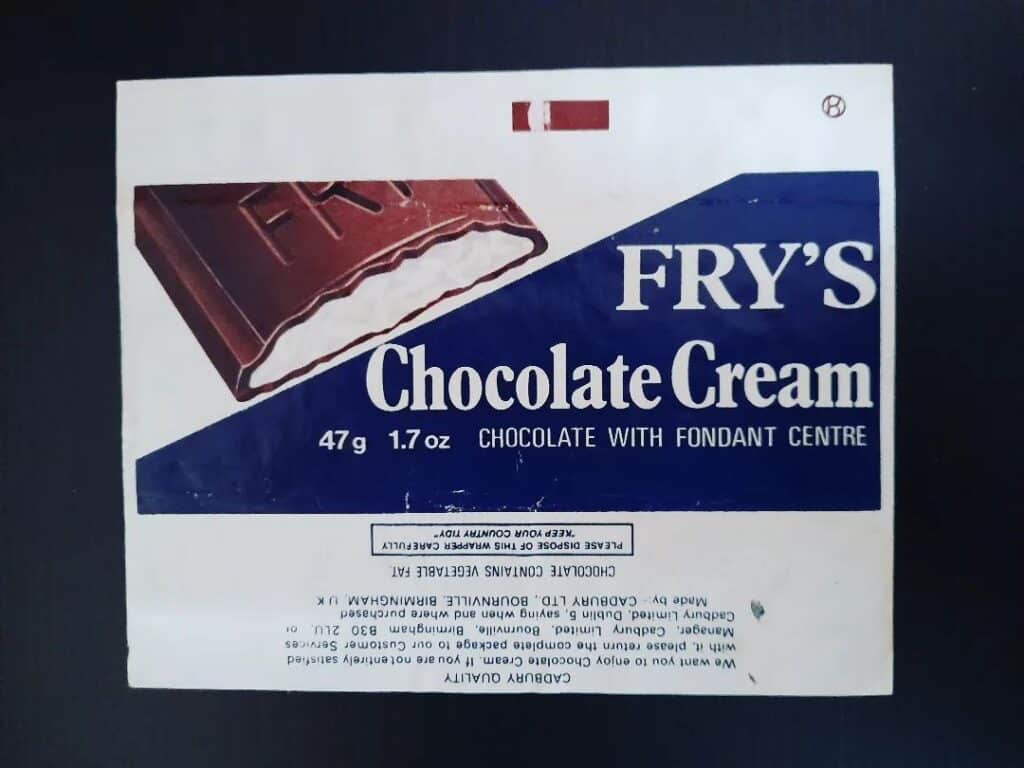 FRY
FRY'S
Chocolate Cream
47g 1.7oz CHOCOLATE WITH FONDANT CENTRE
CADBURY QUALITY
We want you to enjoy Chocolate Cream. If you are not entirely satisfied
with it, please return the complete package to our Customer Services
Manager, Cadbury Limited, Bournville, Birmingham B30 2LU, or
Cadbury Limited, Dublin 5, saying when and where purchased
Made by:- CADBURY LTD., BOURNVILLE. BIRMINGHAM, U K
CHOCOLATE CONTAINS VEGETABLE FAT.
PLEASE DISPOSE OF THIS WRAPPER CAREFULLY
"KEEP YOUR COUNTRY TIDY"